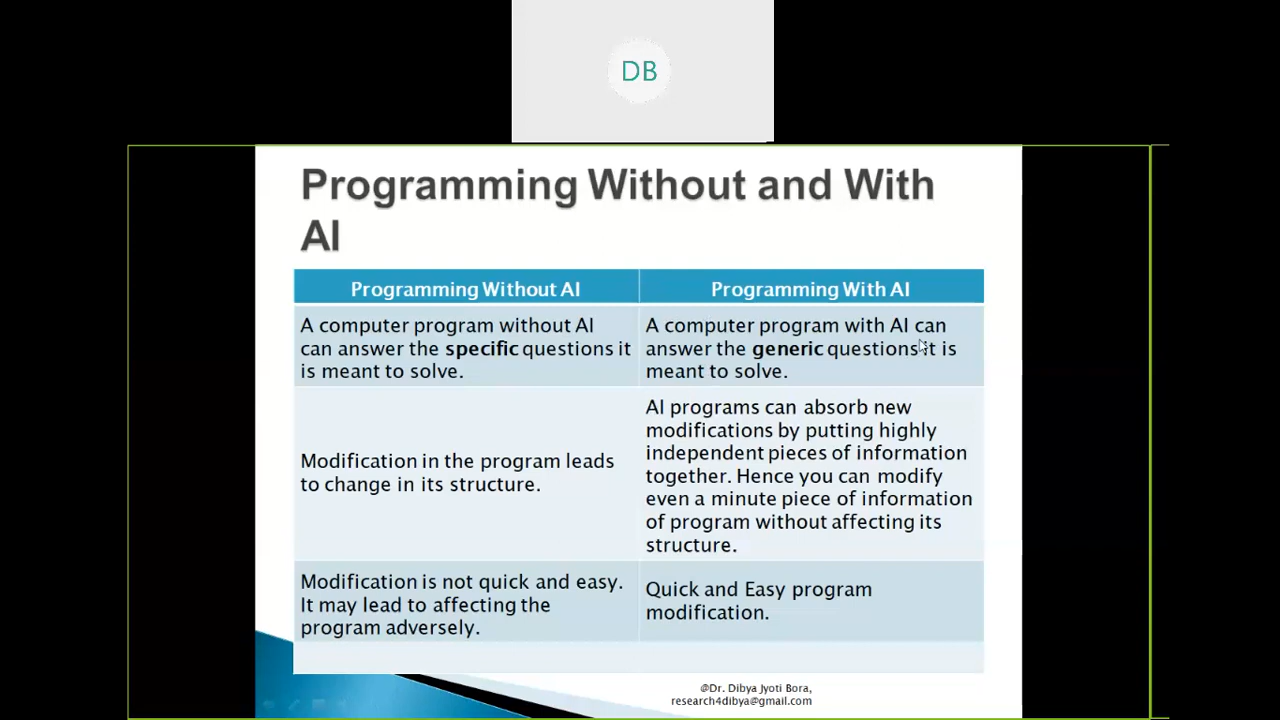 DB
Programming Without and With
AI
Programming Without AI
Programming With AI
A computer program without AI
can answer the specific questions it
is meant to solve.
A computer program with AI can
answer the generic questions it is
meant to solve.
Modification in the program leads
to change in its structure.
AI programs can absorb new
modifications by putting highly
independent pieces of information
together. Hence you can modify
even a minute piece of information
of program without affecting its
structure.
Modification is not quick and easy.
It may lead to affecting the
program adversely.
Quick and Easy program
modification.
@Dr. Dibya Jyoti Bora,
research4dibya@gmail.com